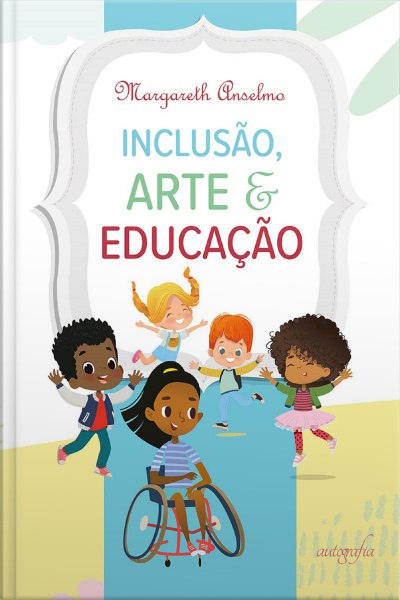 Margareth Anselmo
INCLUSÃO,
ARTE &
EDUCAÇÃO
autografia